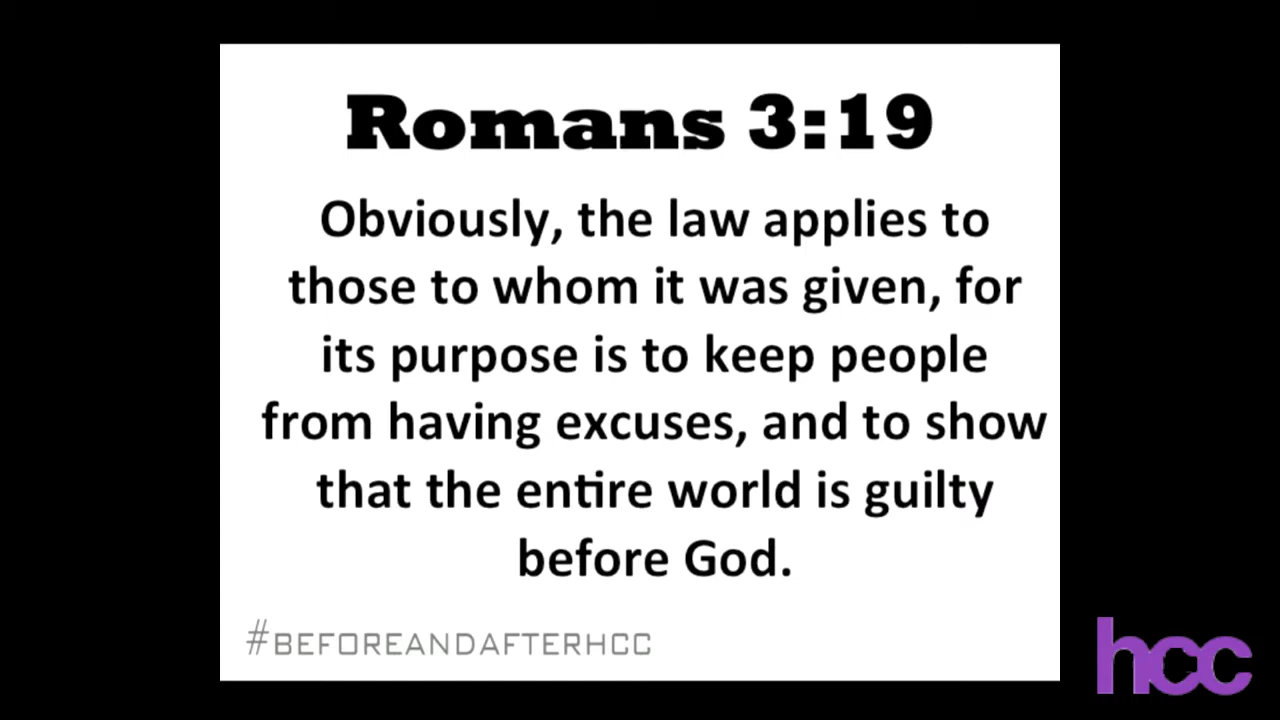 Romans 3:19
Obviously, the law applies to
those to whom it was given, for
its purpose is to keep people
from having excuses, and to show
that the entire world is guilty
before God.
#BEFOREANDAFTERHCC
hcc